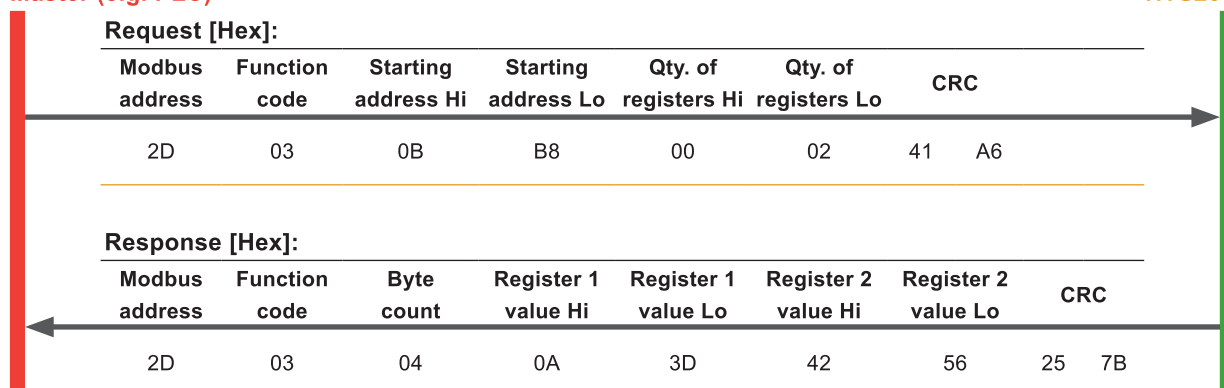 Request [Hex]:
Modbus address Function code Starting address Hi Starting address Lo Qty. of registers Hi Qty. of registers Lo CRC
2D 03 0B B8 00 02 41 A6
Response [Hex]:
Modbus address Function code Byte count Register 1 value Hi Register 1 value Lo Register 2 value Hi Register 2 value Lo CRC
2D 03 04 0A 3D 42 56 25 7B